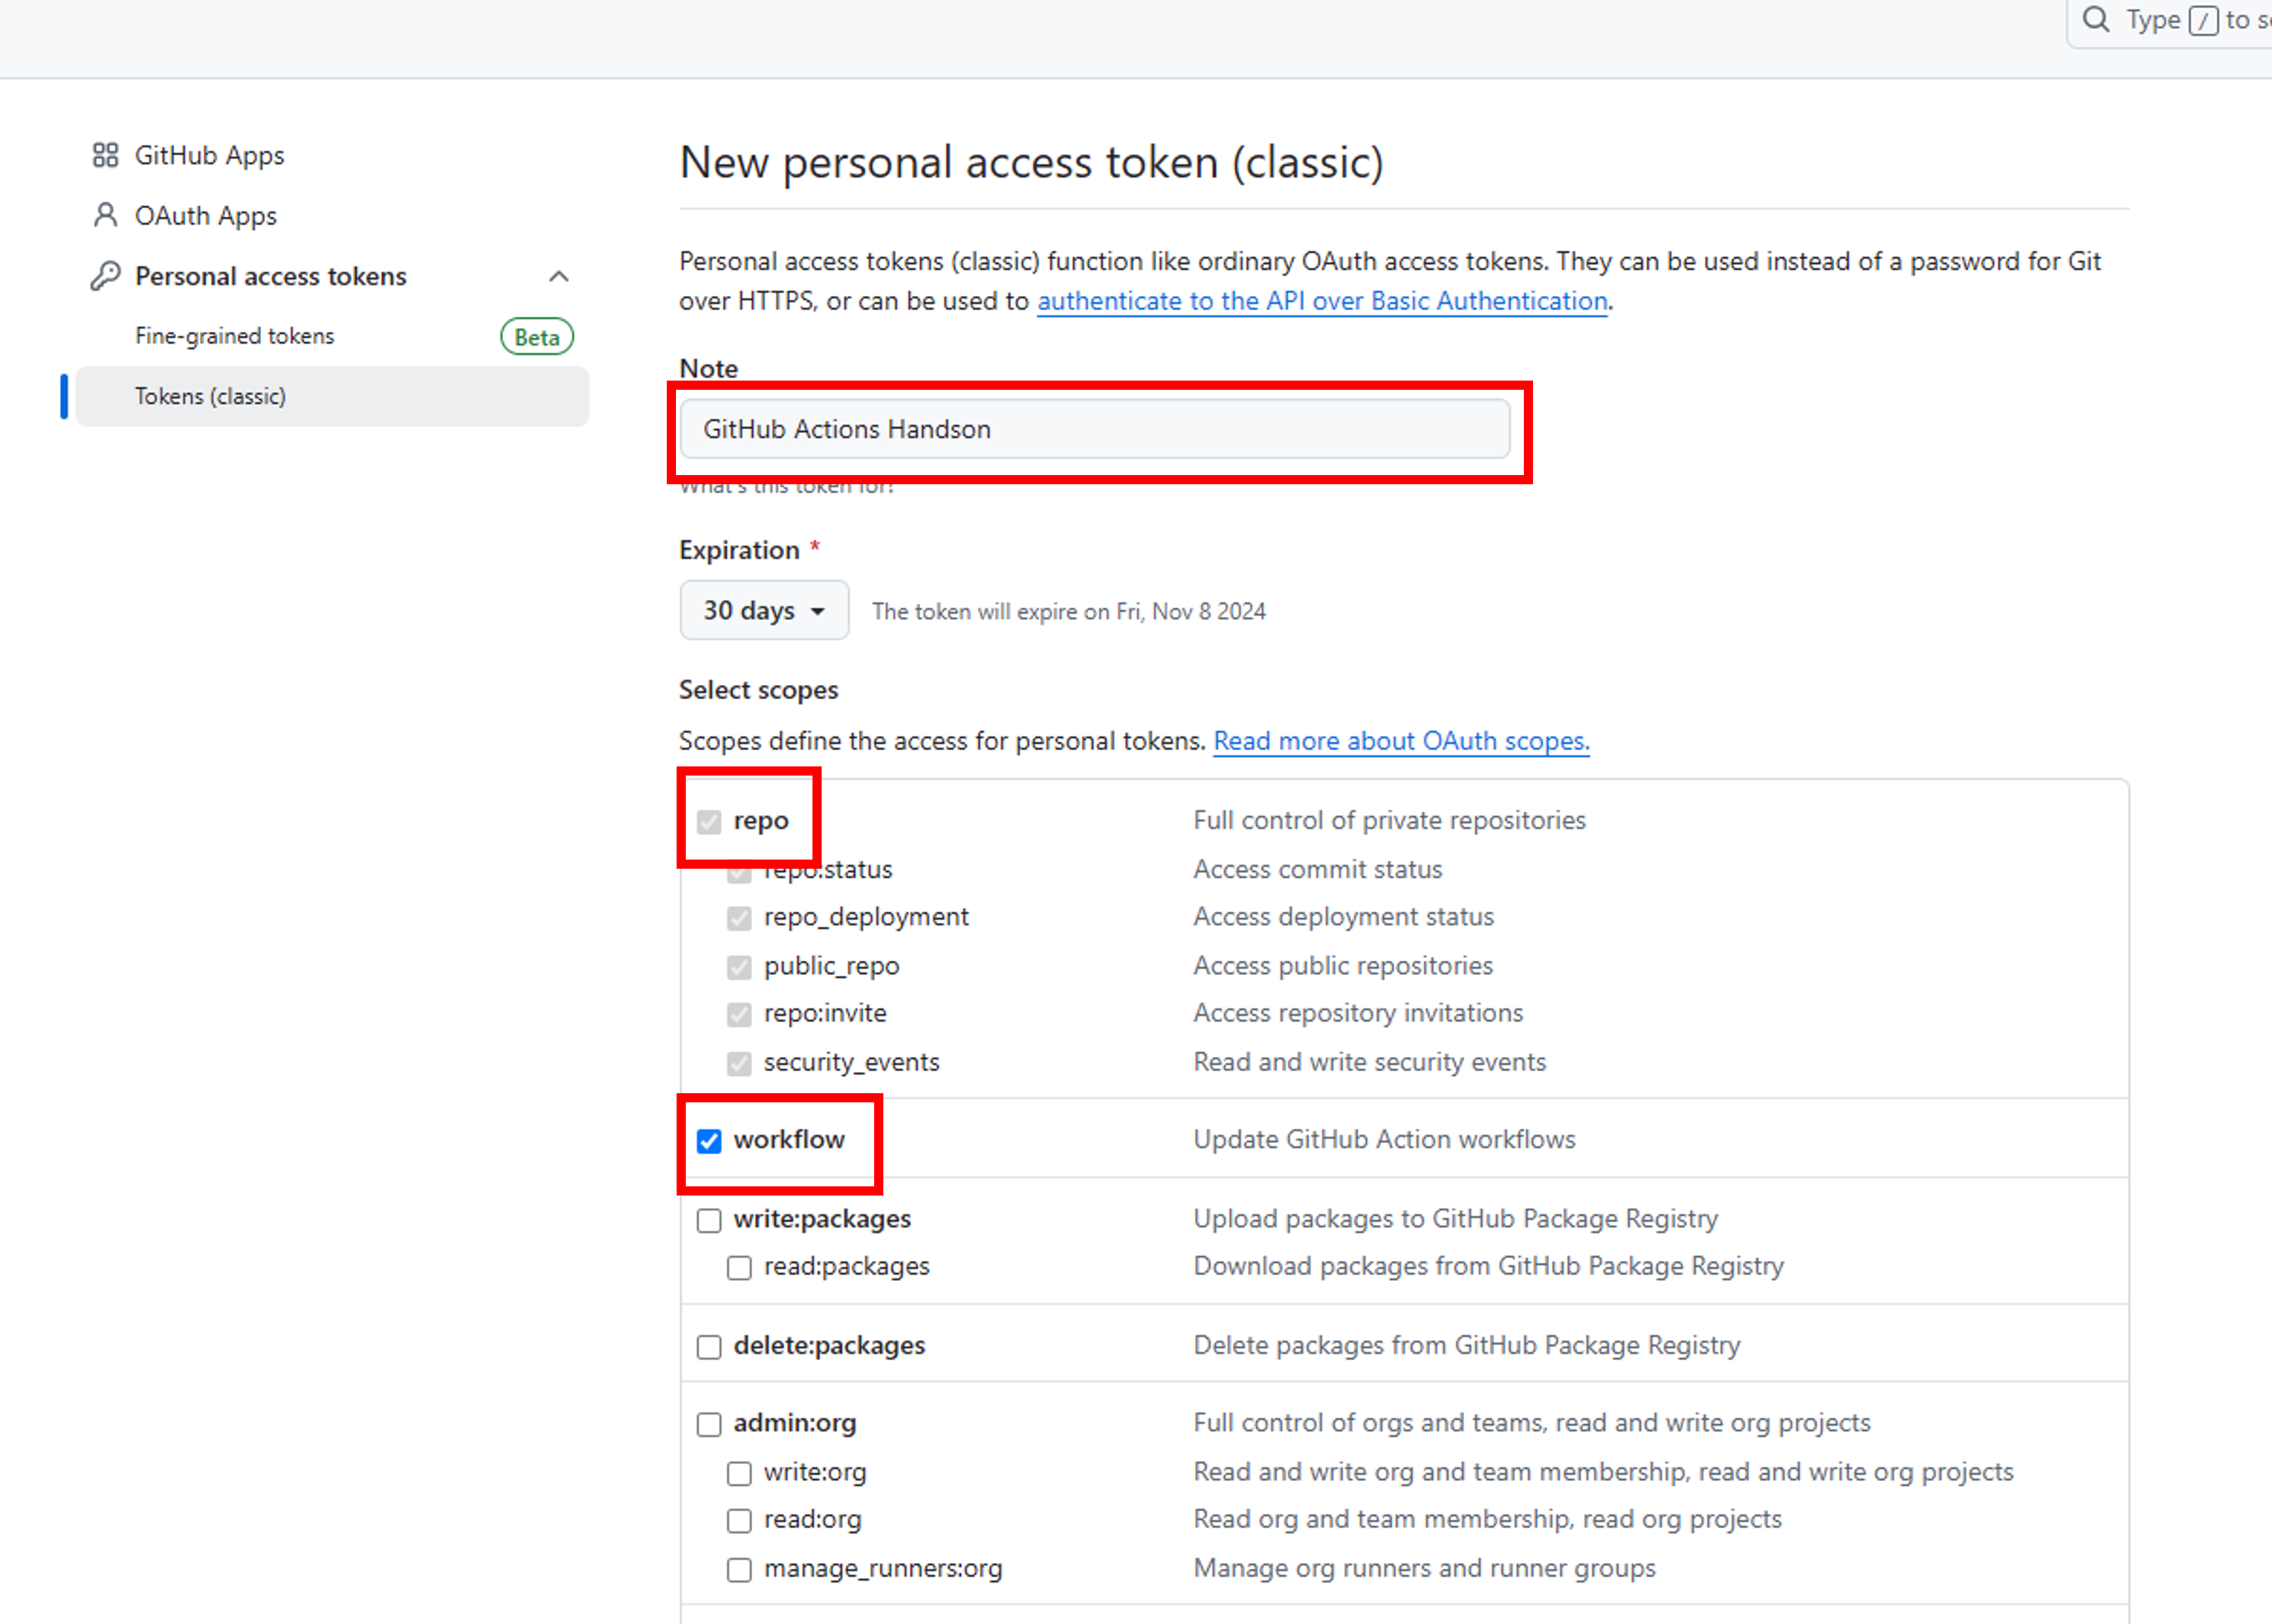 Type / to s
GitHub Apps
OAuth Apps
Personal access tokens
Fine-grained tokens Beta
Tokens (classic)
New personal access token (classic)
Personal access tokens (classic) function like ordinary OAuth access tokens. They can be used instead of a password for Git
over HTTPS, or can be used to authenticate to the API over Basic Authentication.
Note
GitHub Actions Handson
What's this token for?
Expiration *
30 days The token will expire on Fri, Nov 8 2024
Select scopes
Scopes define the access for personal tokens. Read more about OAuth scopes.
repo Full control of private repositories
repo:status Access commit status
repo_deployment Access deployment status
public_repo Access public repositories
repo:invite Access repository invitations
security_events Read and write security events
workflow Update GitHub Action workflows
write:packages Upload packages to GitHub Package Registry
read:packages Download packages from GitHub Package Registry
delete:packages Delete packages from GitHub Package Registry
admin:org Full control of orgs and teams, read and write org projects
write:org Read and write org and team membership, read and write org projects
read:org Read org and team membership, read org projects
manage_runners:org Manage org runners and runner groups